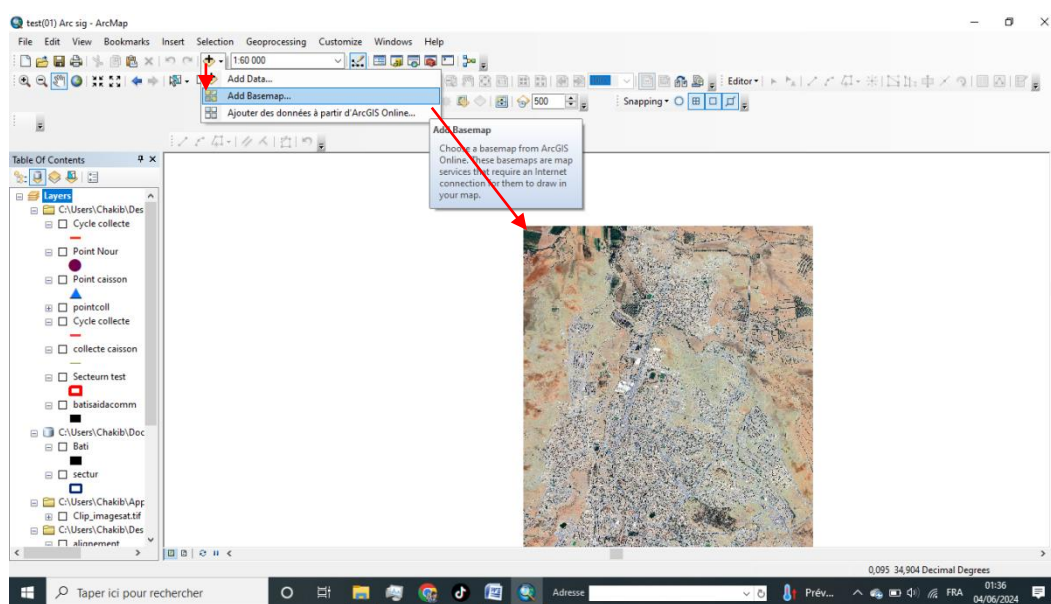 test(01) Arc sig - ArcMap
File Edit View Bookmarks Insert Selection Geoprocessing Customize Windows Help
1:60 000
Add Data...
Editor
Add Basemap...
500
Snapping
Ajouter des données à partir d'ArcGIS Online...
Add Basemap
Choose a basemap from ArcGIS
Online. These basemaps are map
services that require an Internet
connection for them to draw in
your map.
Table Of Contents
Layers
C:\Users\Chakib\Des
Cycle collecte
Point Nour
Point caisson
pointcoll
Cycle collecte
collecte caisson
Secteurn test
batisaidacomm
C:\Users\Chakib\Doc
Bati
sectur
C:\Users\Chakib\App
Clip_imagesat.tif
C:\Users\Chakib\Des
alignement
0,095 34,904 Decimal Degrees
Taper ici pour rechercher
Adresse
Prév...
FRA
01:36
04/06/2024